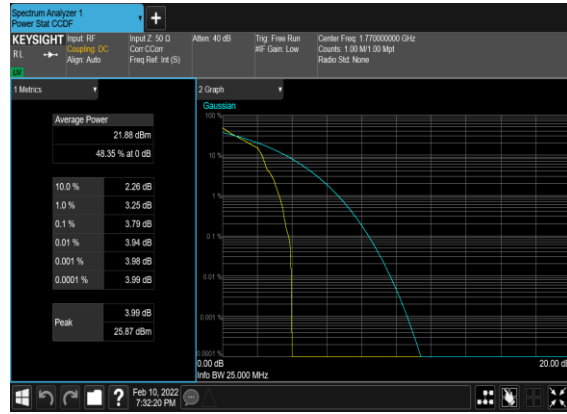 Spectrum Analyzer 1
Power Stat CCDF
KEYSIGHT
RL
Input: RF
Coupling: DC
Align: Auto
Input Z: 50 Ω
Corr CCorr
Freq Ref: Int (S)
Atten: 40 dB
Trig: Free Run
#IF Gain: Low
Center Freq: 1.770000000 GHz
Counts: 1.00 M/1.00 Mpt
Radio Std: None
1 Metrics
Average Power
21.88 dBm
48.35 % at 0 dB
10.0 % 2.26 dB
1.0 % 3.25 dB
0.1 % 3.79 dB
0.01 % 3.94 dB
0.001 % 3.98 dB
0.0001 % 3.99 dB
Peak
3.99 dB
25.87 dBm
2 Graph
Gaussian
100 %
10 %
1 %
0.1 %
0.01 %
0.001 %
0.0001 %
0.00 dB
20.00 dB
Info BW 25.000 MHz
?
Feb 10, 2022
7:32:20 PM